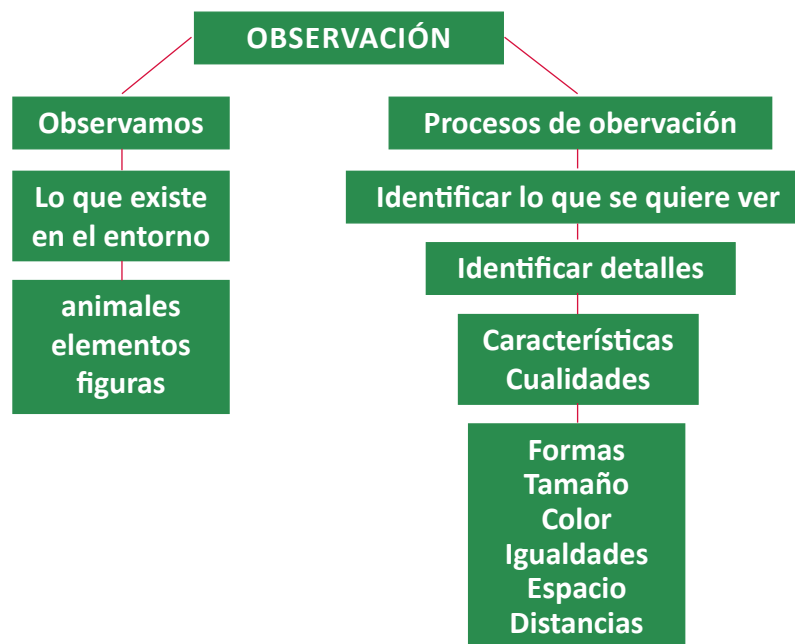 OBSERVACIÓN
Observamos
Lo que existe
en el entorno
animales
elementos
figuras
Procesos de obervación
Identificar lo que se quiere ver
Identificar detalles
Características
Cualidades
Formas
Tamaño
Color
Igualdades
Espacio
Distancias